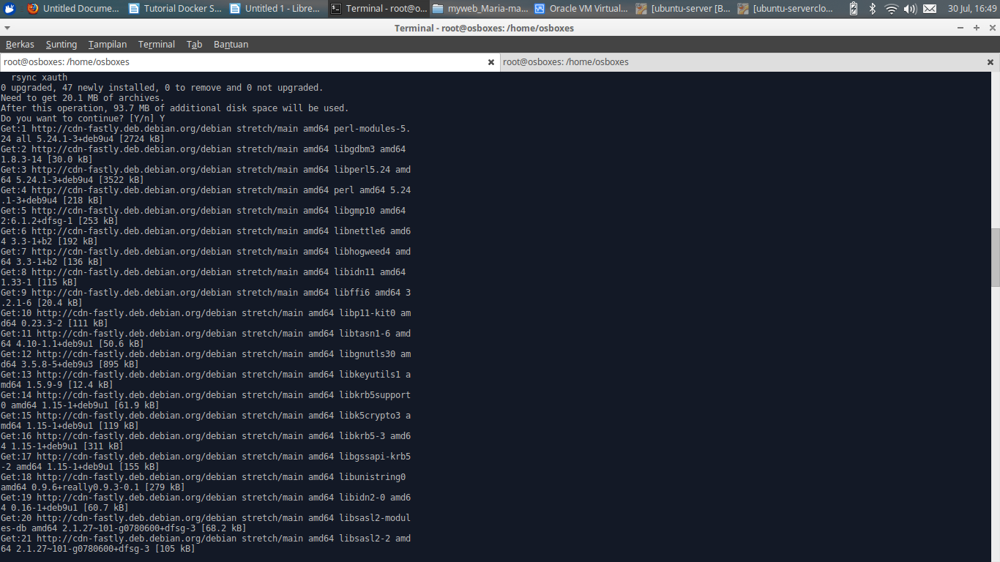 Untitled Docume...
Tutorial Docker S...
Untitled 1 - Libre...
Terminal - root@o...
myweb_Maria-ma...
Oracle VM Virtual...
[ubuntu-server [B...
[ubuntu-serverclo...
30 Jul, 16:49
Terminal - root@osboxes: /home/osboxes
Berkas Sunting Tampilan Terminal Tab Bantuan
root@osboxes: /home/osboxes
root@osboxes: /home/osboxes
rsync xauth
0 upgraded, 47 newly installed, 0 to remove and 0 not upgraded.
Need to get 20.1 MB of archives.
After this operation, 93.7 MB of additional disk space will be used.
Do you want to continue? [Y/n] Y
Get:1 http://cdn-fastly.deb.debian.org/debian stretch/main amd64 perl-modules-5.
24 all 5.24.1-3+deb9u4 [2724 kB]
Get:2 http://cdn-fastly.deb.debian.org/debian stretch/main amd64 libgdbm3 amd64
1.8.3-14 [30.0 kB]
Get:3 http://cdn-fastly.deb.debian.org/debian stretch/main amd64 libperl5.24 amd
64 5.24.1-3+deb9u4 [3522 kB]
Get:4 http://cdn-fastly.deb.debian.org/debian stretch/main amd64 perl amd64 5.24
.1-3+deb9u4 [218 kB]
Get:5 http://cdn-fastly.deb.debian.org/debian stretch/main amd64 libgmp10 amd64
2:6.1.2+dfsg-1 [253 kB]
Get:6 http://cdn-fastly.deb.debian.org/debian stretch/main amd64 libnettle6 amd6
4 3.3-1+b2 [192 kB]
Get:7 http://cdn-fastly.deb.debian.org/debian stretch/main amd64 libhogweed4 amd
64 3.3-1+b2 [136 kB]
Get:8 http://cdn-fastly.deb.debian.org/debian stretch/main amd64 libidn11 amd64
1.33-1 [115 kB]
Get:9 http://cdn-fastly.deb.debian.org/debian stretch/main amd64 libffi6 amd64 3
.2.1-6 [20.4 kB]
Get:10 http://cdn-fastly.deb.debian.org/debian stretch/main amd64 libp11-kit0 am
d64 0.23.3-2 [111 kB]
Get:11 http://cdn-fastly.deb.debian.org/debian stretch/main amd64 libtasn1-6 amd
64 4.10-1.1+deb9u1 [50.6 kB]
Get:12 http://cdn-fastly.deb.debian.org/debian stretch/main amd64 libgnutls30 am
d64 3.5.8-5+deb9u3 [895 kB]
Get:13 http://cdn-fastly.deb.debian.org/debian stretch/main amd64 libkeyutils1 a
md64 1.5.9-9 [12.4 kB]
Get:14 http://cdn-fastly.deb.debian.org/debian stretch/main amd64 libkrb5support
0 amd64 1.15-1+deb9u1 [61.9 kB]
Get:15 http://cdn-fastly.deb.debian.org/debian stretch/main amd64 libk5crypto3 a
md64 1.15-1+deb9u1 [119 kB]
Get:16 http://cdn-fastly.deb.debian.org/debian stretch/main amd64 libkrb5-3 amd6
4 1.15-1+deb9u1 [311 kB]
Get:17 http://cdn-fastly.deb.debian.org/debian stretch/main amd64 libgssapi-krb5
-2 amd64 1.15-1+deb9u1 [155 kB]
Get:18 http://cdn-fastly.deb.debian.org/debian stretch/main amd64 libunistring0
amd64 0.9.6+really0.9.3-0.1 [279 kB]
Get:19 http://cdn-fastly.deb.debian.org/debian stretch/main amd64 libidn2-0 amd6
4 0.16-1+deb9u1 [60.7 kB]
Get:20 http://cdn-fastly.deb.debian.org/debian stretch/main amd64 libsasl2-modul
es-db amd64 2.1.27~101-g0780600+dfsg-3 [68.2 kB]
Get:21 http://cdn-fastly.deb.debian.org/debian stretch/main amd64 libsasl2-2 amd
64 2.1.27~101-g0780600+dfsg-3 [105 kB]